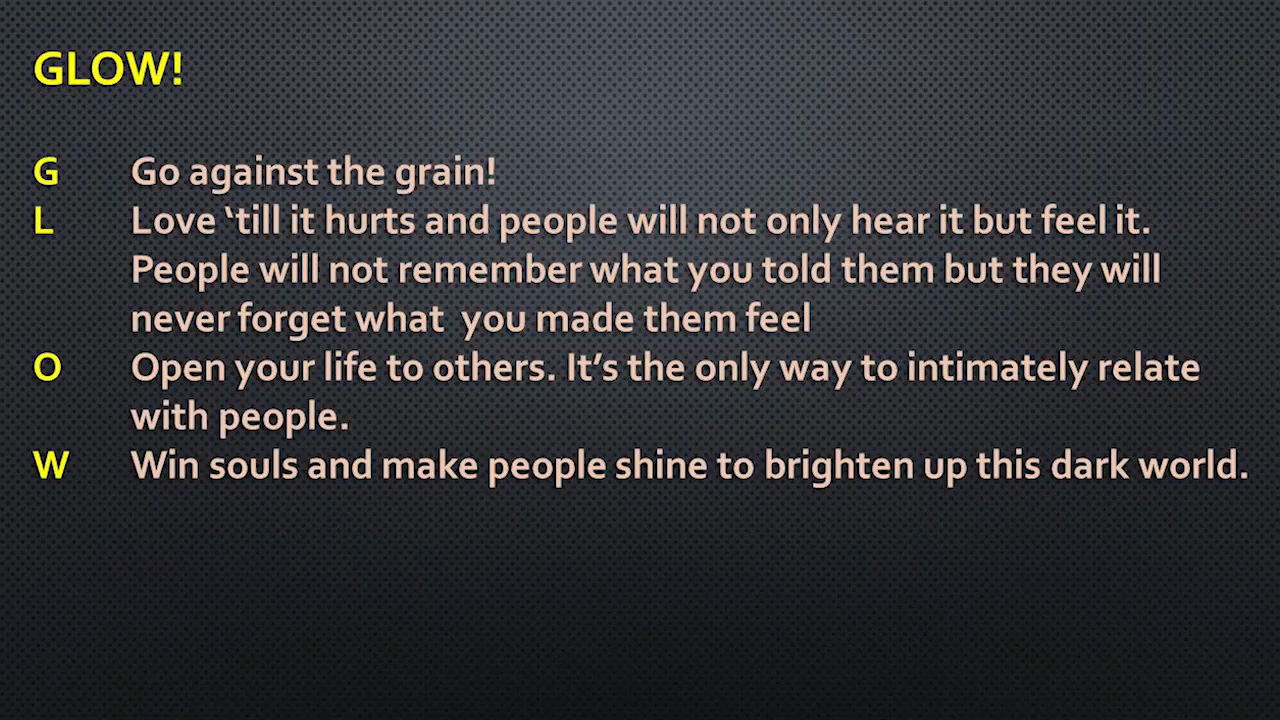 GLOW!
G Go against the grain!
L Love ‘till it hurts and people will not only hear it but feel it.
People will not remember what you told them but they will
never forget what  you made them feel
O Open your life to others. It’s the only way to intimately relate
with people.
W Win souls and make people shine to brighten up this dark world.